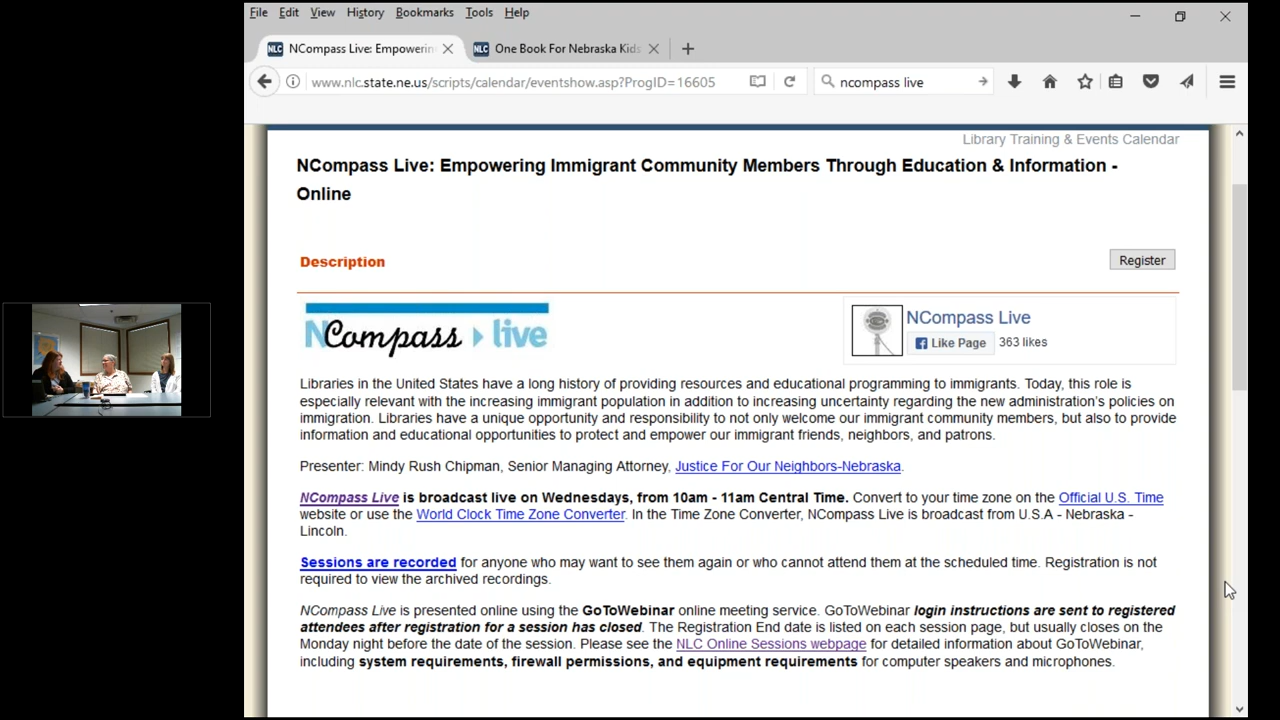 File Edit View History Bookmarks Tools Help
NLC NCompass Live: Empowerin
NLC One Book For Nebraska Kids
www.nlc.state.ne.us/scripts/calendar/eventshow.asp?ProgID=16605
ncompass live
Library Training & Events Calendar
NCompass Live: Empowering Immigrant Community Members Through Education & Information -
Online
Description
Register
NCompass live
NCompass Live
Like Page 363 likes
Libraries in the United States have a long history of providing resources and educational programming to immigrants. Today, this role is
especially relevant with the increasing immigrant population in addition to increasing uncertainty regarding the new administration's policies on
immigration. Libraries have a unique opportunity and responsibility to not only welcome our immigrant community members, but also to provide
information and educational opportunities to protect and empower our immigrant friends, neighbors, and patrons.
Presenter: Mindy Rush Chipman, Senior Managing Attorney, Justice For Our Neighbors-Nebraska.
NCompass Live is broadcast live on Wednesdays, from 10am - 11am Central Time. Convert to your time zone on the Official U.S. Time
website or use the World Clock Time Zone Converter. In the Time Zone Converter, NCompass Live is broadcast from U.S.A - Nebraska -
Lincoln.
Sessions are recorded for anyone who may want to see them again or who cannot attend them at the scheduled time. Registration is not
required to view the archived recordings.
NCompass Live is presented online using the GoToWebinar online meeting service. GoToWebinar login instructions are sent to registered
attendees after registration for a session has closed. The Registration End date is listed on each session page, but usually closes on the
Monday night before the date of the session. Please see the NLC Online Sessions webpage for detailed information about GoToWebinar,
including system requirements, firewall permissions, and equipment requirements for computer speakers and microphones.